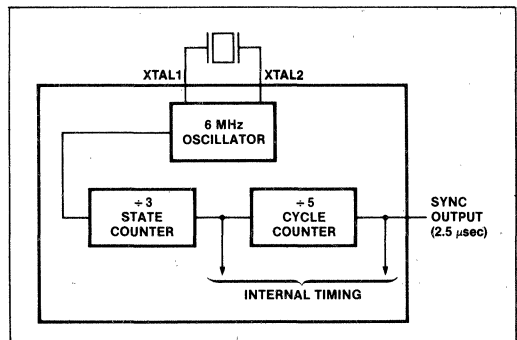 XTAL1
XTAL2
6 MHz
OSCILLATOR
÷ 3
STATE
COUNTER
÷ 5
CYCLE
COUNTER
SYNC
OUTPUT
(2.5 μsec)
INTERNAL TIMING